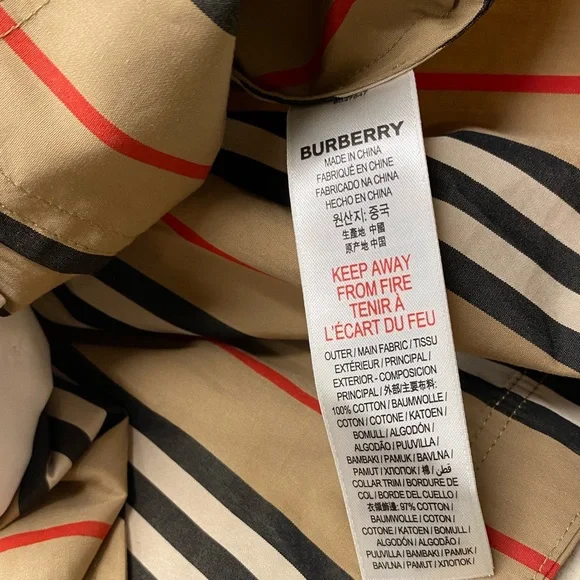 BURBERRY
MADE IN CHINA
FABRIQUÉ EN CHINE
FABRICADO NA CHINA
HECHO EN CHINA
원산지: 중국
生產地 中國
原产地 中国
KEEP AWAY
FROM FIRE
TENIR À
L'ÉCART DU FEU
OUTER / MAIN FABRIC / TISSU
EXTÉRIEUR / PRINCIPAL /
EXTERIOR - COMPOSICION
PRINCIPAL / 外部/主要布料:
100% COTTON / BAUMWOLLE /
COTON / COTONE / KATOEN /
BOMULL / ALGODÓN /
ALGODÃO / PUUVILLA /
BAMBAKI / PAMUK / BAVLNA /
PAMUT / ХЛОПОК / 棉 / قطن /
COLLAR TRIM / BORDURE DE
COL / BORDE DEL CUELLO /
衣領飾邊: 97% COTTON /
BAUMWOLLE / COTON /
COTONE / KATOEN /
BOMULL / ALGODÓN / ALGODÃO
PUUVILLA / BAMBAKI / PAMUK /
BAVLNA / PAMUT / ХЛОПОК /